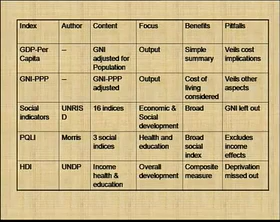 Index Author Content Focus Benefits Pitfalls
GDP-Per Capita – GNI adjusted for Population Output Simple summary Veils cost implications
GNI-PPP – GNI-PPP adjusted Output Cost of living considered Veils other aspects
Social indicators UNRISD 16 indices Economic & Social development Broad GNI left out
PQLI Morris 3 social indices Health and education Broad social index Excludes income effects
HDI UNDP Income health & education Overall development Composite measure Deprivation missed out